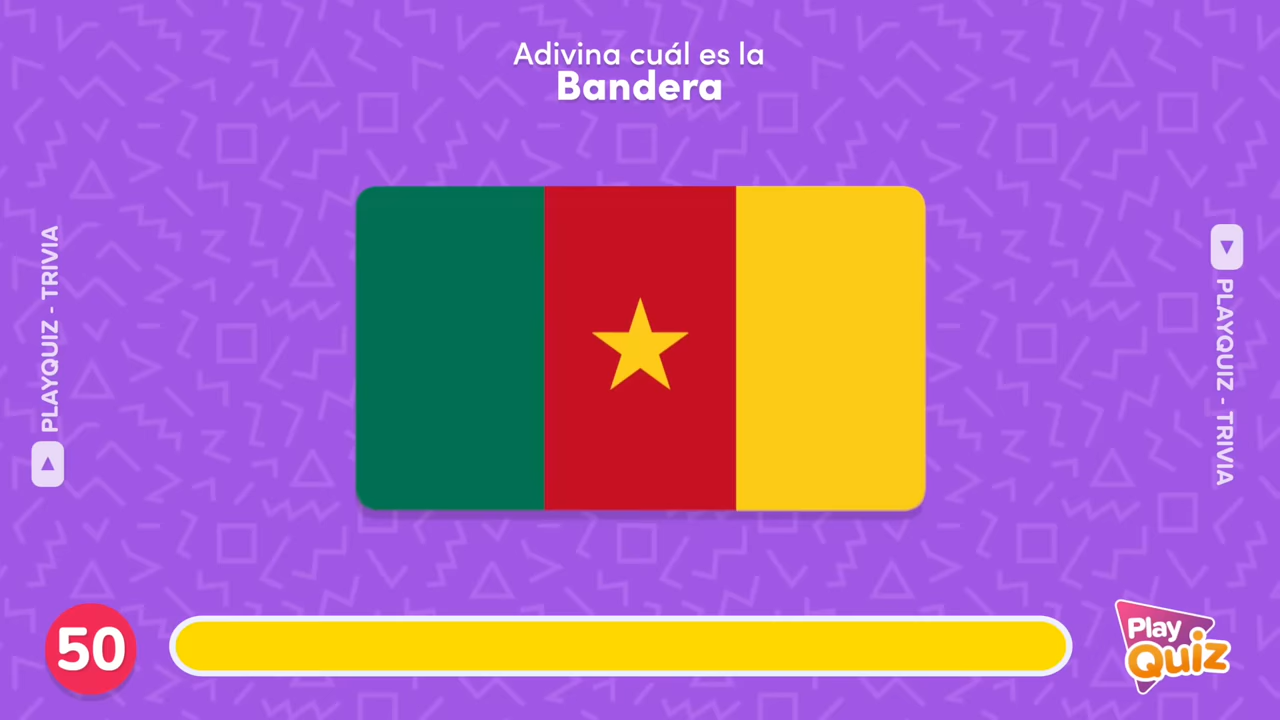 Adivina cuál es la
Bandera
PLAYQUIZ - TRIVIA
PLAYQUIZ - TRIVIA
50
Play
Quiz